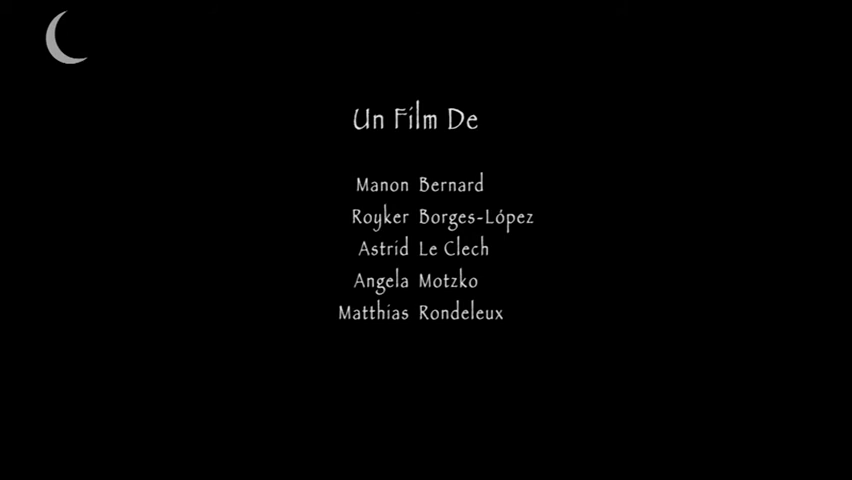 Un Film De
Manon Bernard
Royker Borges-López
Astrid Le Clech
Angela Motzko
Matthias Rondeleux